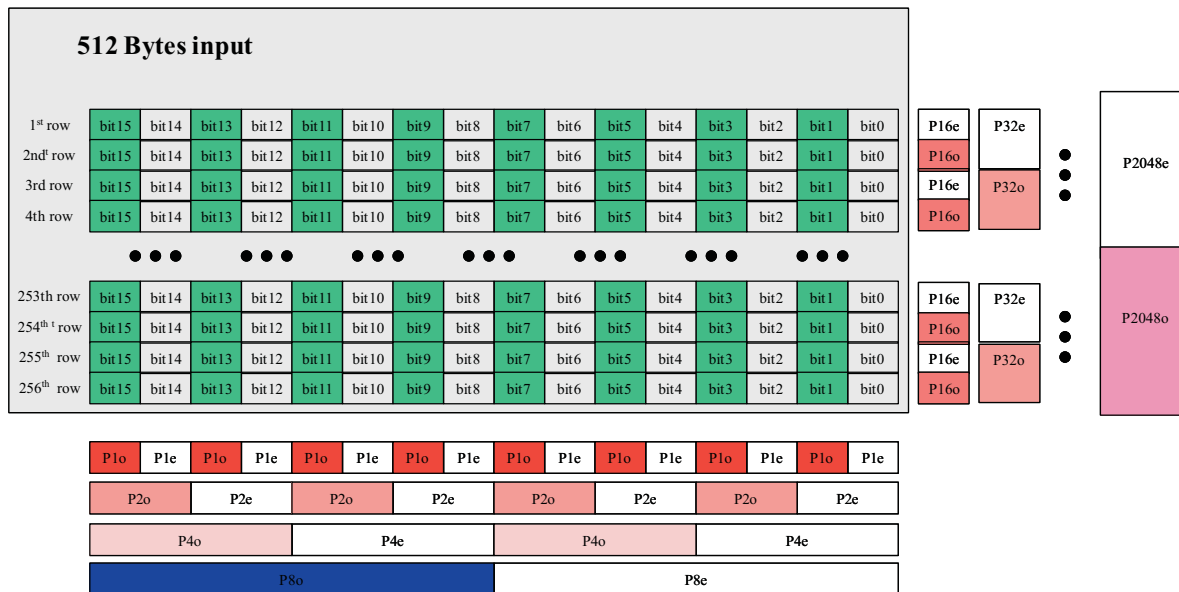 512 Bytes input
1st row bit15 bit14 bit13 bit12 bit11 bit10 bit9 bit8 bit7 bit6 bit5 bit4 bit3 bit2 bit1 bit0 P16e P32e
2ndt row bit15 bit14 bit13 bit12 bit11 bit10 bit9 bit8 bit7 bit6 bit5 bit4 bit3 bit2 bit1 bit0 P16o P2048e
3rd row bit15 bit14 bit13 bit12 bit11 bit10 bit9 bit8 bit7 bit6 bit5 bit4 bit3 bit2 bit1 bit0 P16e P32o
4th row bit15 bit14 bit13 bit12 bit11 bit10 bit9 bit8 bit7 bit6 bit5 bit4 bit3 bit2 bit1 bit0 P16o
253th row bit15 bit14 bit13 bit12 bit11 bit10 bit9 bit8 bit7 bit6 bit5 bit4 bit3 bit2 bit1 bit0 P16e P32e
254th t row bit15 bit14 bit13 bit12 bit11 bit10 bit9 bit8 bit7 bit6 bit5 bit4 bit3 bit2 bit1 bit0 P16o P2048o
255th row bit15 bit14 bit13 bit12 bit11 bit10 bit9 bit8 bit7 bit6 bit5 bit4 bit3 bit2 bit1 bit0 P16e P32o
256th row bit15 bit14 bit13 bit12 bit11 bit10 bit9 bit8 bit7 bit6 bit5 bit4 bit3 bit2 bit1 bit0 P16o
P1o P1e P1o P1e P1o P1e P1o P1e P1o P1e P1o P1e P1o P1e P1o P1e
P2o P2e P2o P2e P2o P2e P2o P2e
P4o P4e P4o P4e
P8o P8e